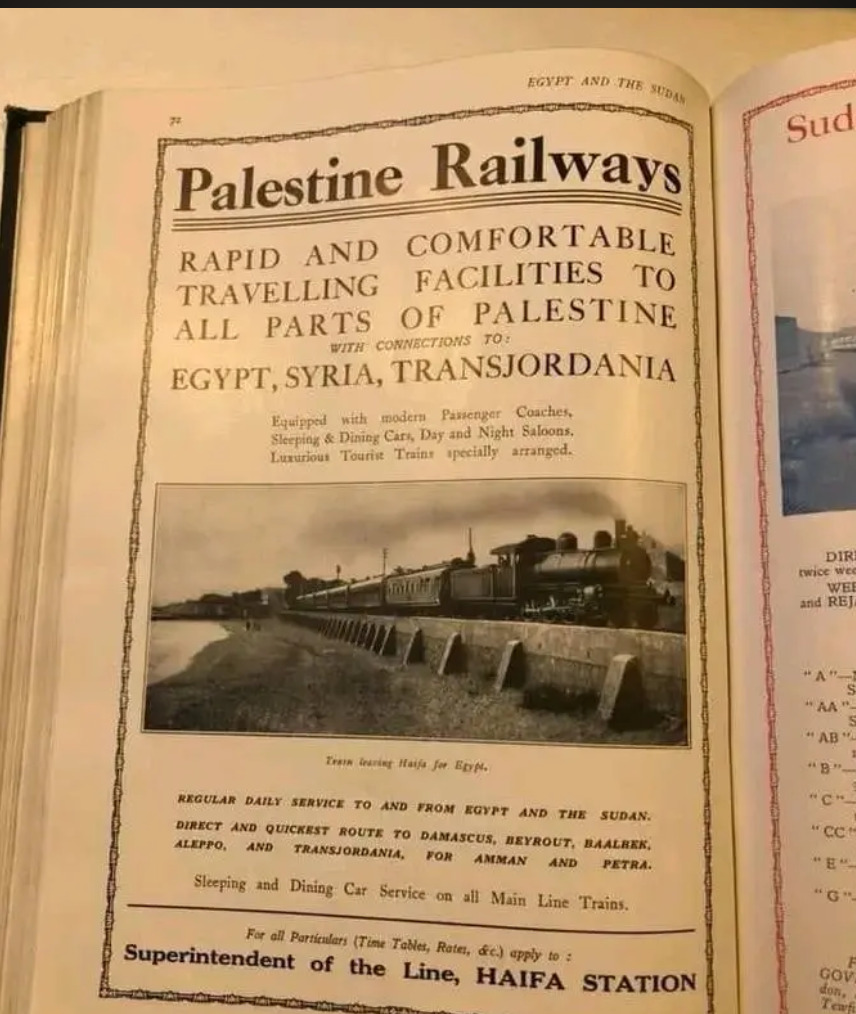 EGYPT AND THE SUDAN
72
Palestine Railways
RAPID AND COMFORTABLE
TRAVELLING FACILITIES TO
ALL PARTS OF PALESTINE
WITH CONNECTIONS TO:
EGYPT, SYRIA, TRANSJORDANIA
Equipped with modern Passenger Coaches,
Sleeping & Dining Cars, Day and Night Saloons.
Luxurious Tourist Trains specially arranged.
Train leaving Haifa for Egypt.
REGULAR DAILY SERVICE TO AND FROM EGYPT AND THE SUDAN.
DIRECT AND QUICKEST ROUTE TO DAMASCUS, BEYROUT, BAALBEK,
ALEPPO, AND TRANSJORDANIA, FOR AMMAN AND PETRA.
Sleeping and Dining Car Service on all Main Line Trains.
For all Particulars (Time Tables, Rates, &c.) apply to :
Superintendent of the Line, HAIFA STATION
Sud
DIR
twice wee
WEE
and REJ
"A"—
S
"AA"—
S
"AB"—
"B"—
"C"—
"CC"
"E"—
"G"—
F
GOV
don,
Tewf